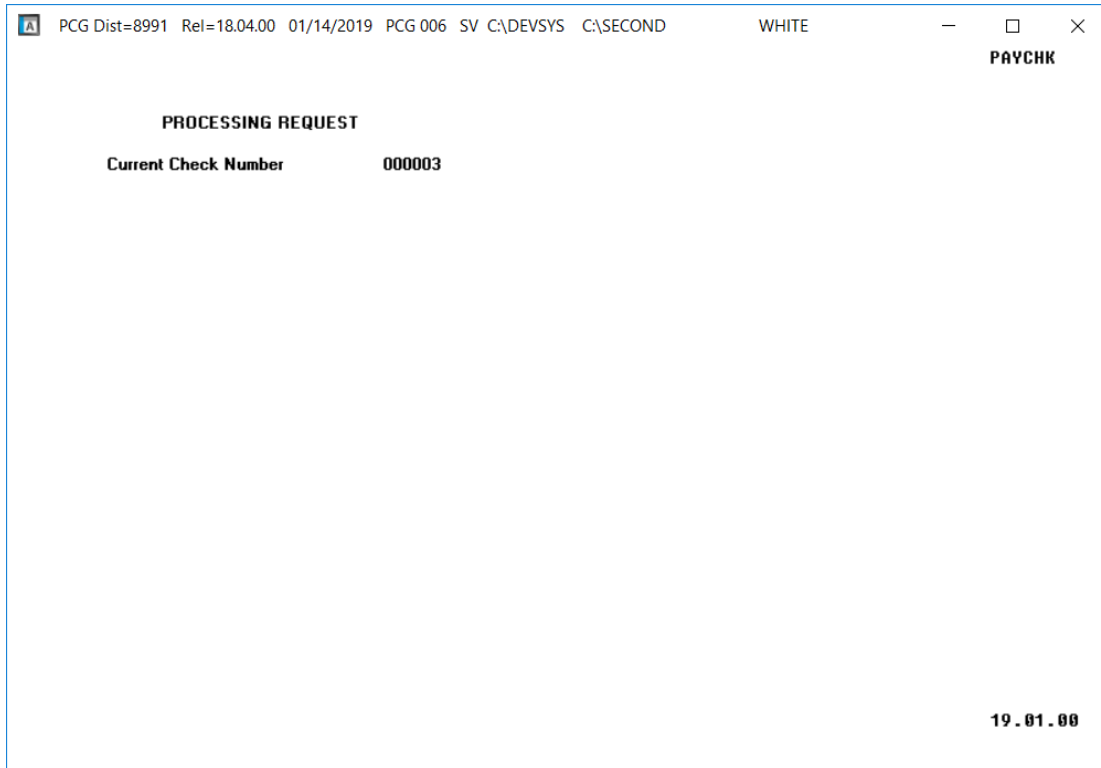 PCG Dist=8991 Rel=18.04.00 01/14/2019 PCG 006 SV C:\DEVSYS C:\SECOND WHITE
PAYCHK
PROCESSING REQUEST
Current Check Number 000003
19.01.00